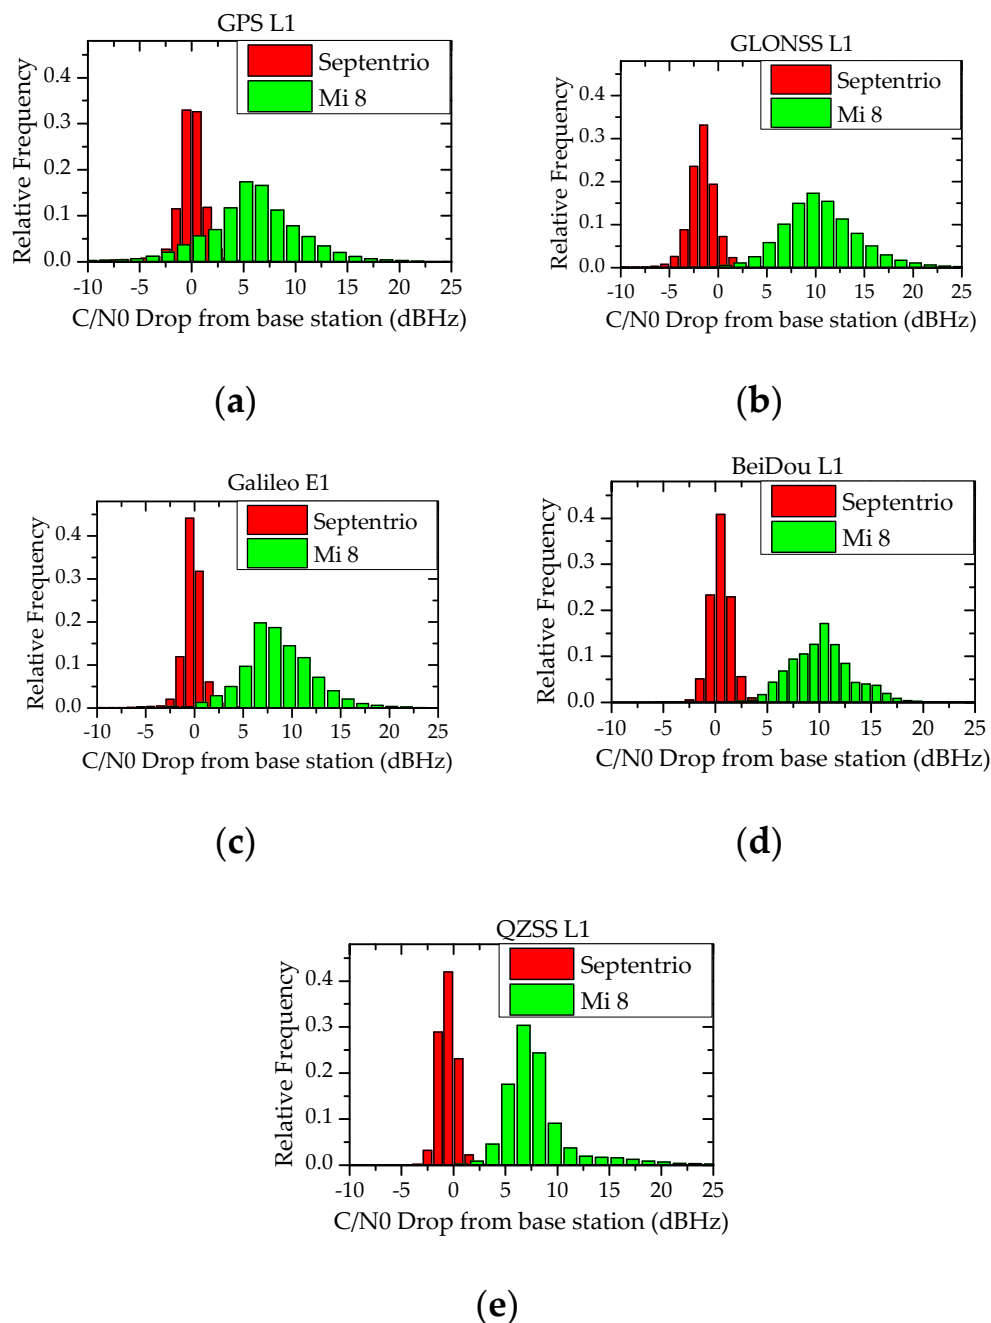 GPS L1
Septentrio
Mi 8
Relative Frequency
0.4
0.3
0.2
0.1
0.0
-10 -5 0 5 10 15 20 25
C/N0 Drop from base station (dBHz)
(a)
GLONSS L1
Septentrio
Mi 8
Relative Frequency
0.4
0.3
0.2
0.1
0.0
-10 -5 0 5 10 15 20 25
C/N0 Drop from base station (dBHz)
(b)
Galileo E1
Septentrio
Mi 8
Relative Frequency
0.4
0.3
0.2
0.1
0.0
-10 -5 0 5 10 15 20 25
C/N0 Drop from base station (dBHz)
(c)
BeiDou L1
Septentrio
Mi 8
Relative Frequency
0.4
0.3
0.2
0.1
0.0
-10 -5 0 5 10 15 20 25
C/N0 Drop from base station (dBHz)
(d)
QZSS L1
Septentrio
Mi 8
Relative Frequency
0.4
0.3
0.2
0.1
0.0
-10 -5 0 5 10 15 20 25
C/N0 Drop from base station (dBHz)
(e)